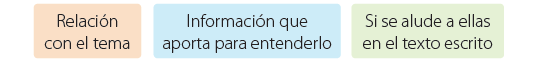 Relación
con el tema
Información que
aporta para entenderlo
Si se alude a ellas
en el texto escrito